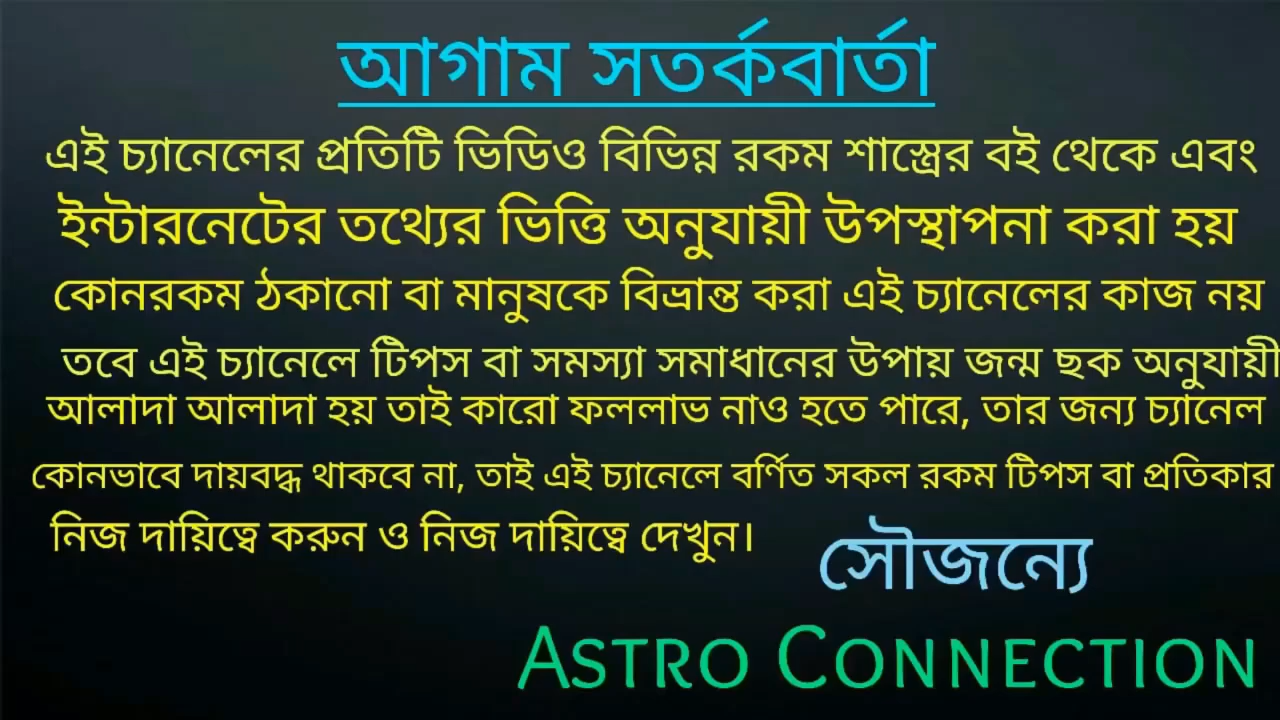 আগাম সতর্কবার্তা
এই চ্যানেলের প্রতিটি ভিডিও বিভিন্ন রকম শাস্ত্রের বই থেকে এবং
ইন্টারনেটের তথ্যের ভিত্তি অনুযায়ী উপস্থাপনা করা হয়
কোনরকম ঠকানো বা মানুষকে বিভ্রান্ত করা এই চ্যানেলের কাজ নয়
তবে এই চ্যানেলে টিপস বা সমস্যা সমাধানের উপায় জন্ম ছক অনুযায়ী
আলাদা আলাদা হয় তাই কারো ফললাভ নাও হতে পারে, তার জন্য চ্যানেল
কোনভাবে দায়বদ্ধ থাকবে না, তাই এই চ্যানেলে বর্ণিত সকল রকম টিপস বা প্রতিকার
নিজ দায়িত্বে করুন ও নিজ দায়িত্বে দেখুন।
সৌজন্যে
ASTRO CONNECTION